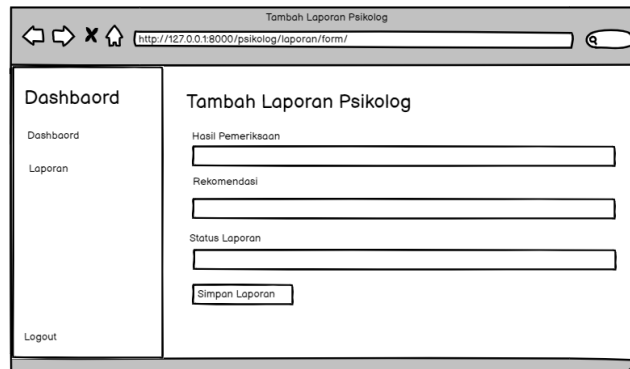 Tambah Laporan Psikolog
http://127.0.0.1:8000/psikolog/laporan/form/
Dashbaord
Dashbaord
Laporan
Logout
Tambah Laporan Psikolog
Hasil Pemeriksaan
Rekomendasi
Status Laporan
Simpan Laporan